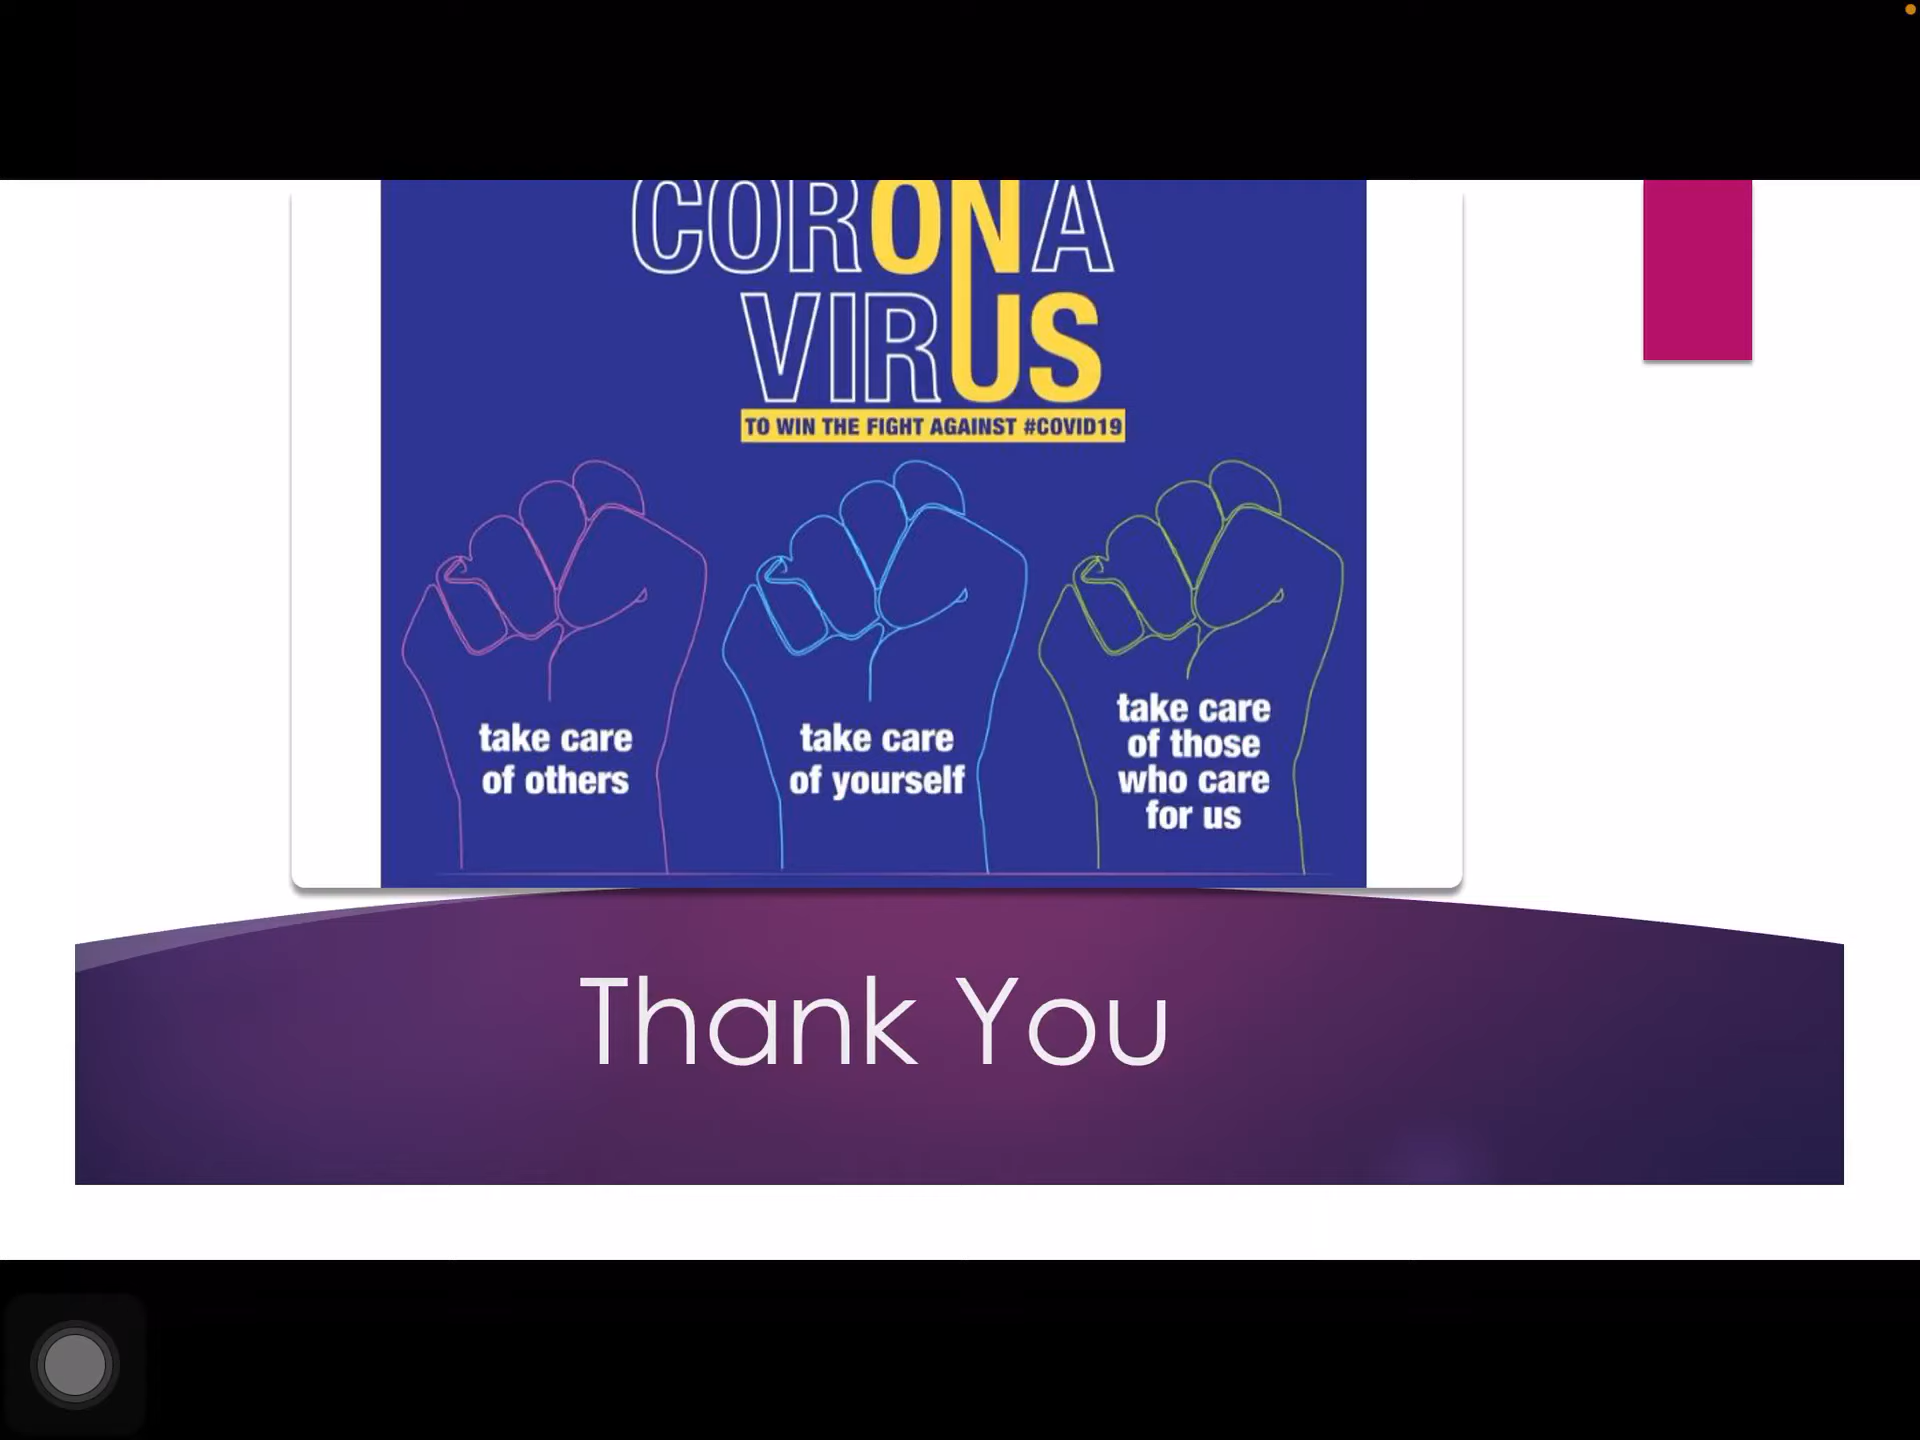 CORONA
VIRUS
TO WIN THE FIGHT AGAINST #COVID19
take care
of others
take care
of yourself
take care
of those
who care
for us
Thank You